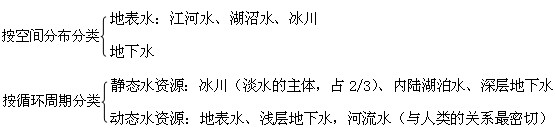 按空间分布分类
地表水：江河水、湖沼水、冰川
地下水
按循环周期分类
静态水资源：冰川（淡水的主体，占 2/3）、内陆湖泊水、深层地下水
动态水资源：地表水、浅层地下水，河流水（与人类的关系最密切）